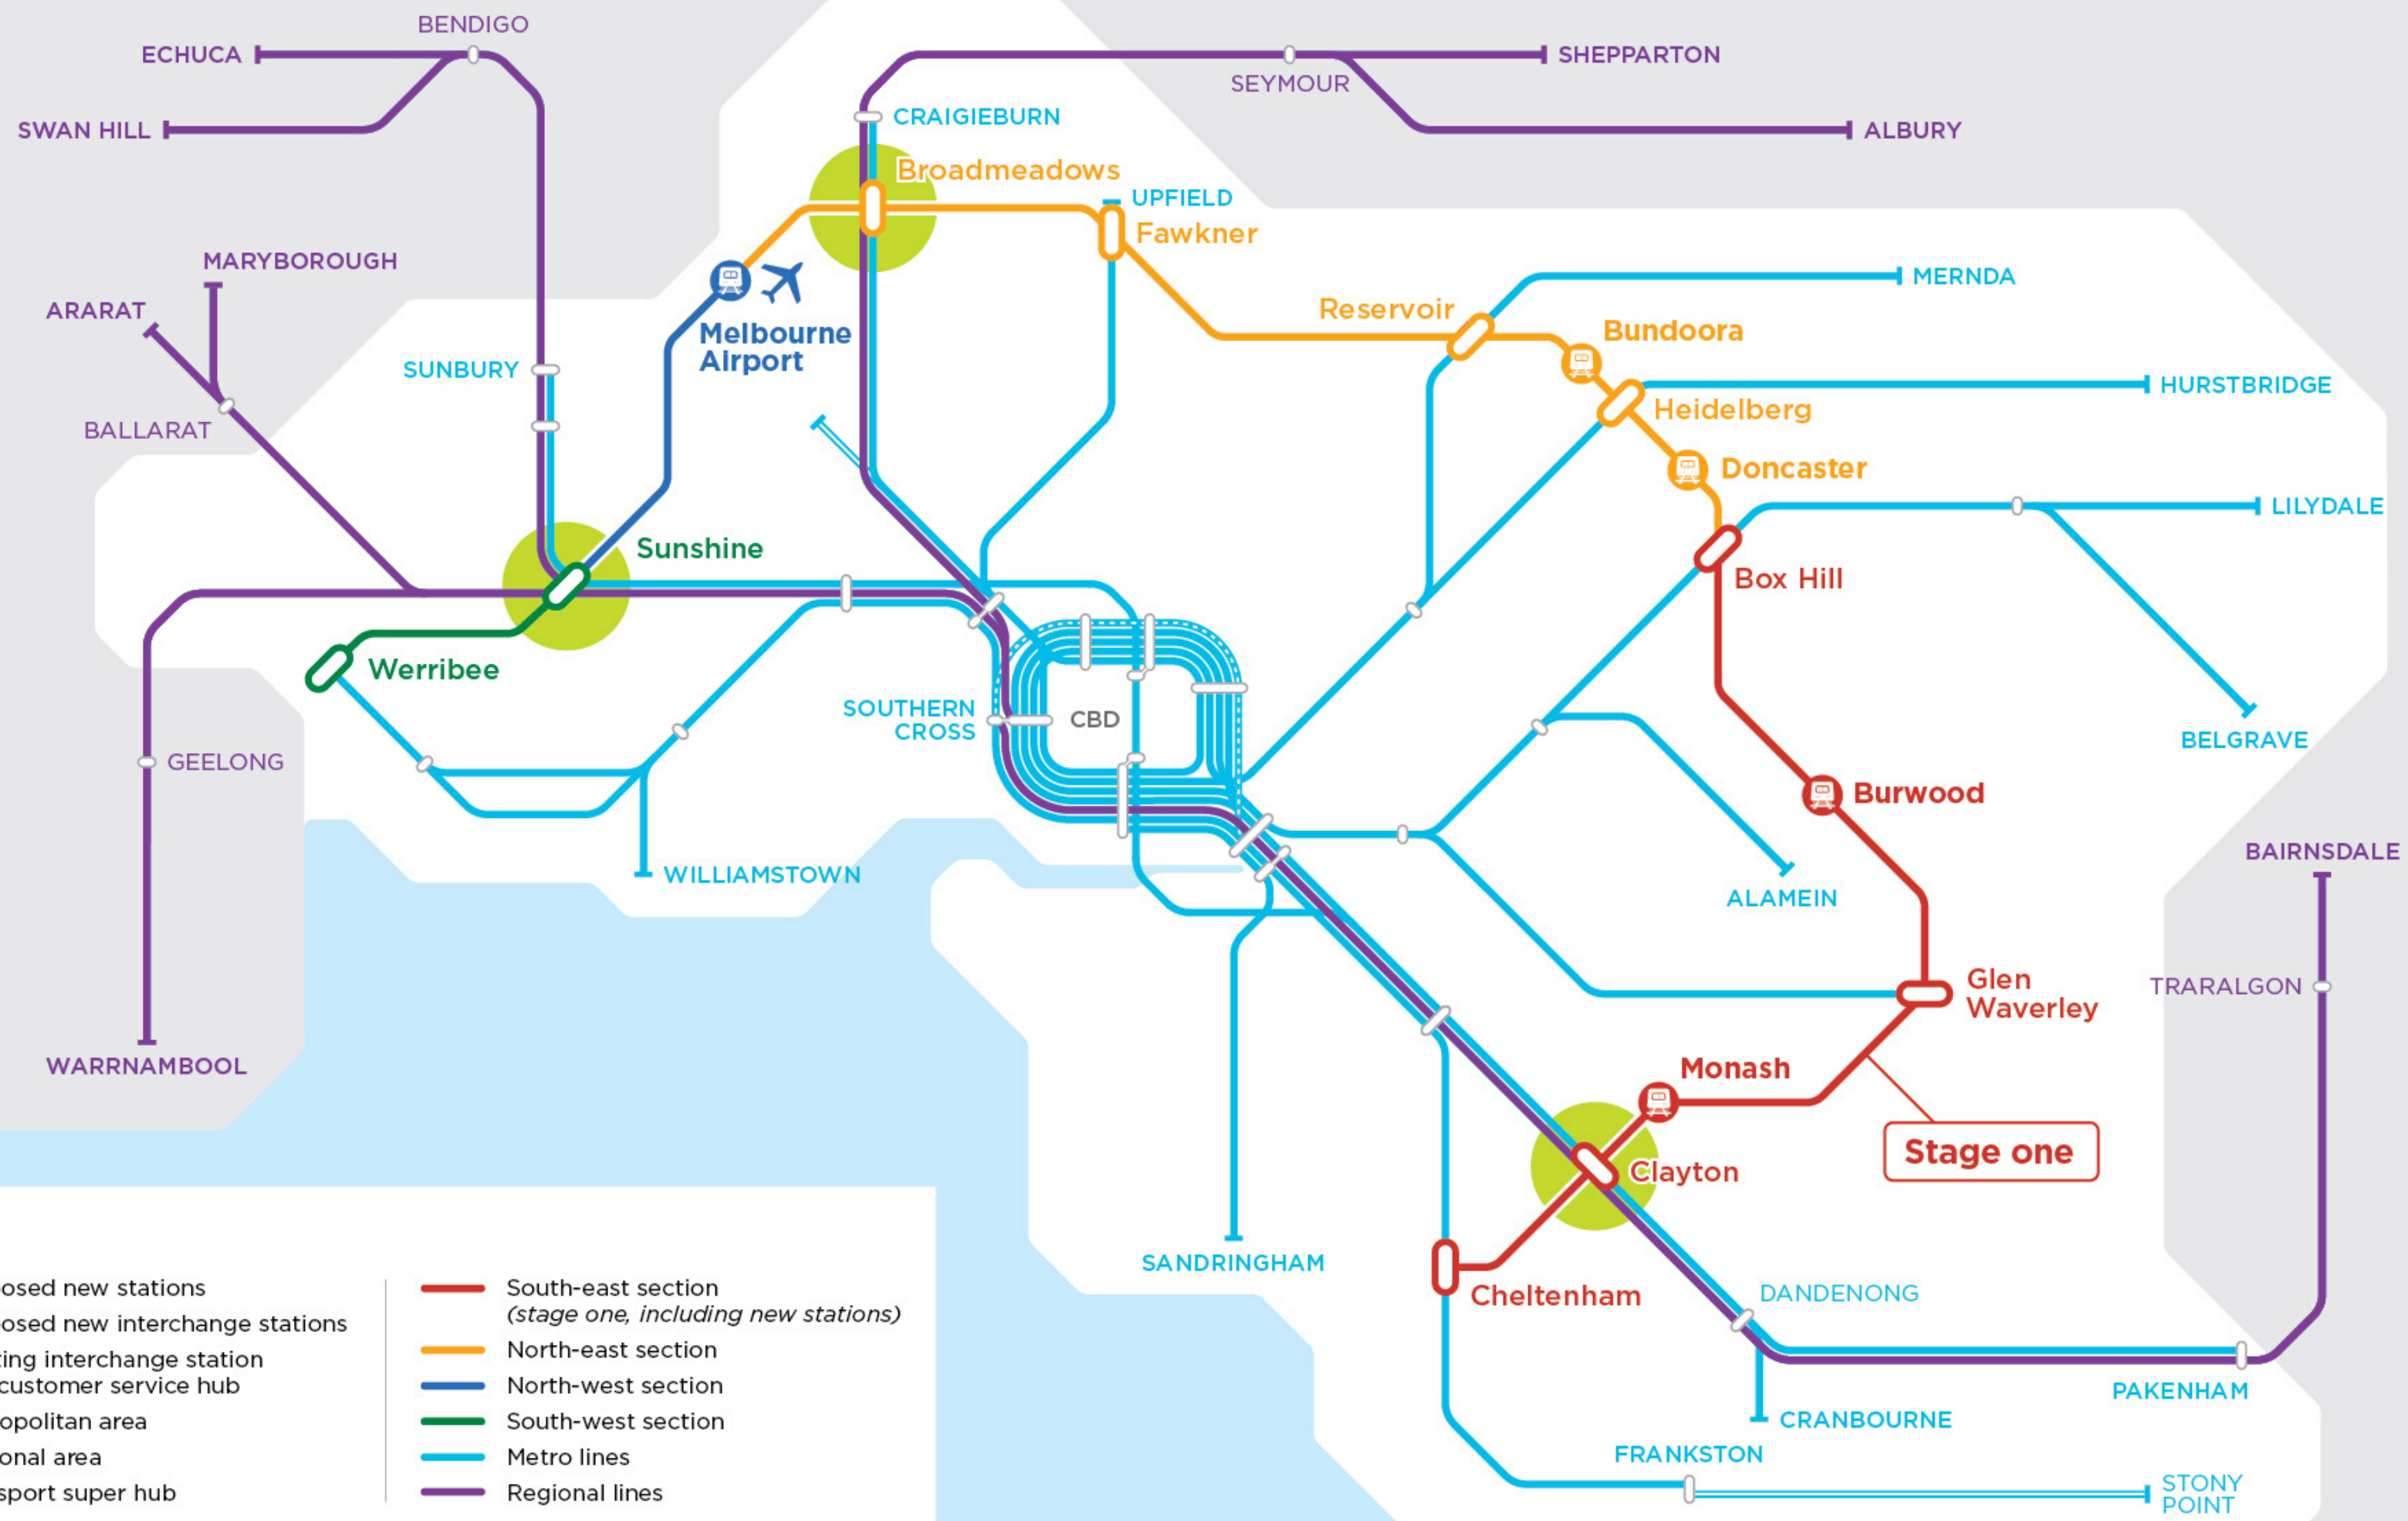 BENDIGO
ECHUCA
SHEPPARTON
SEYMOUR
SWAN HILL
ALBURY
CRAIGIEBURN
Broadmeadows
UPFIELD
Fawkner
MARYBOROUGH
ARARAT
MERNDA
Reservoir
Bundoora
Melbourne
Airport
SUNBURY
HURSTBRIDGE
Heidelberg
BALLARAT
Doncaster
LILYDALE
Sunshine
Box Hill
Werribee
SOUTHERN
CROSS
CBD
BELGRAVE
GEELONG
Burwood
BAIRNSDALE
WILLIAMSTOWN
ALAMEIN
Glen
Waverley
TRARALGON
WARRNAMBOOL
Monash
Stage one
Clayton
SANDRINGHAM
Cheltenham
DANDENONG
PAKENHAM
CRANBOURNE
FRANKSTON
STONY
POINT
osed new stations
osed new interchange stations
ing interchange station
customer service hub
opolitan area
onal area
sport super hub
South-east section
(stage one, including new stations)
North-east section
North-west section
South-west section
Metro lines
Regional lines